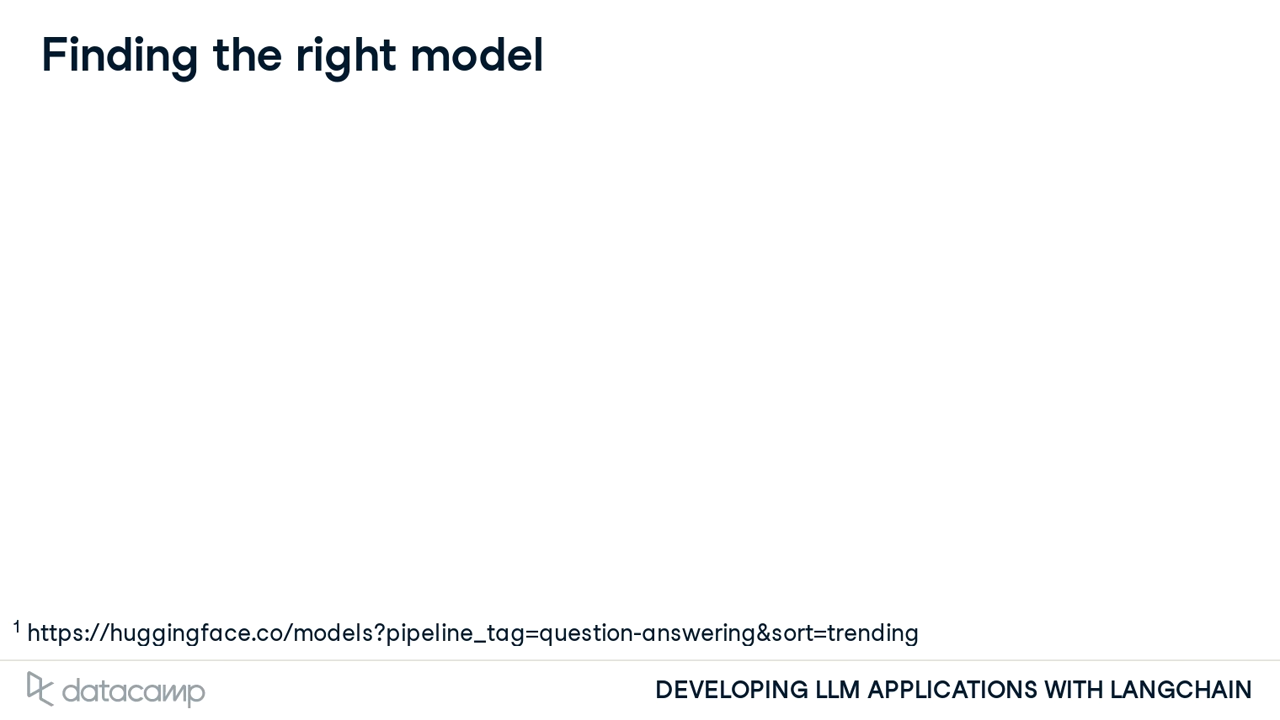 Finding the right model
¹ https://huggingface.co/models?pipeline_tag=question-answering&sort=trending
datacamp
DEVELOPING LLM APPLICATIONS WITH LANGCHAIN